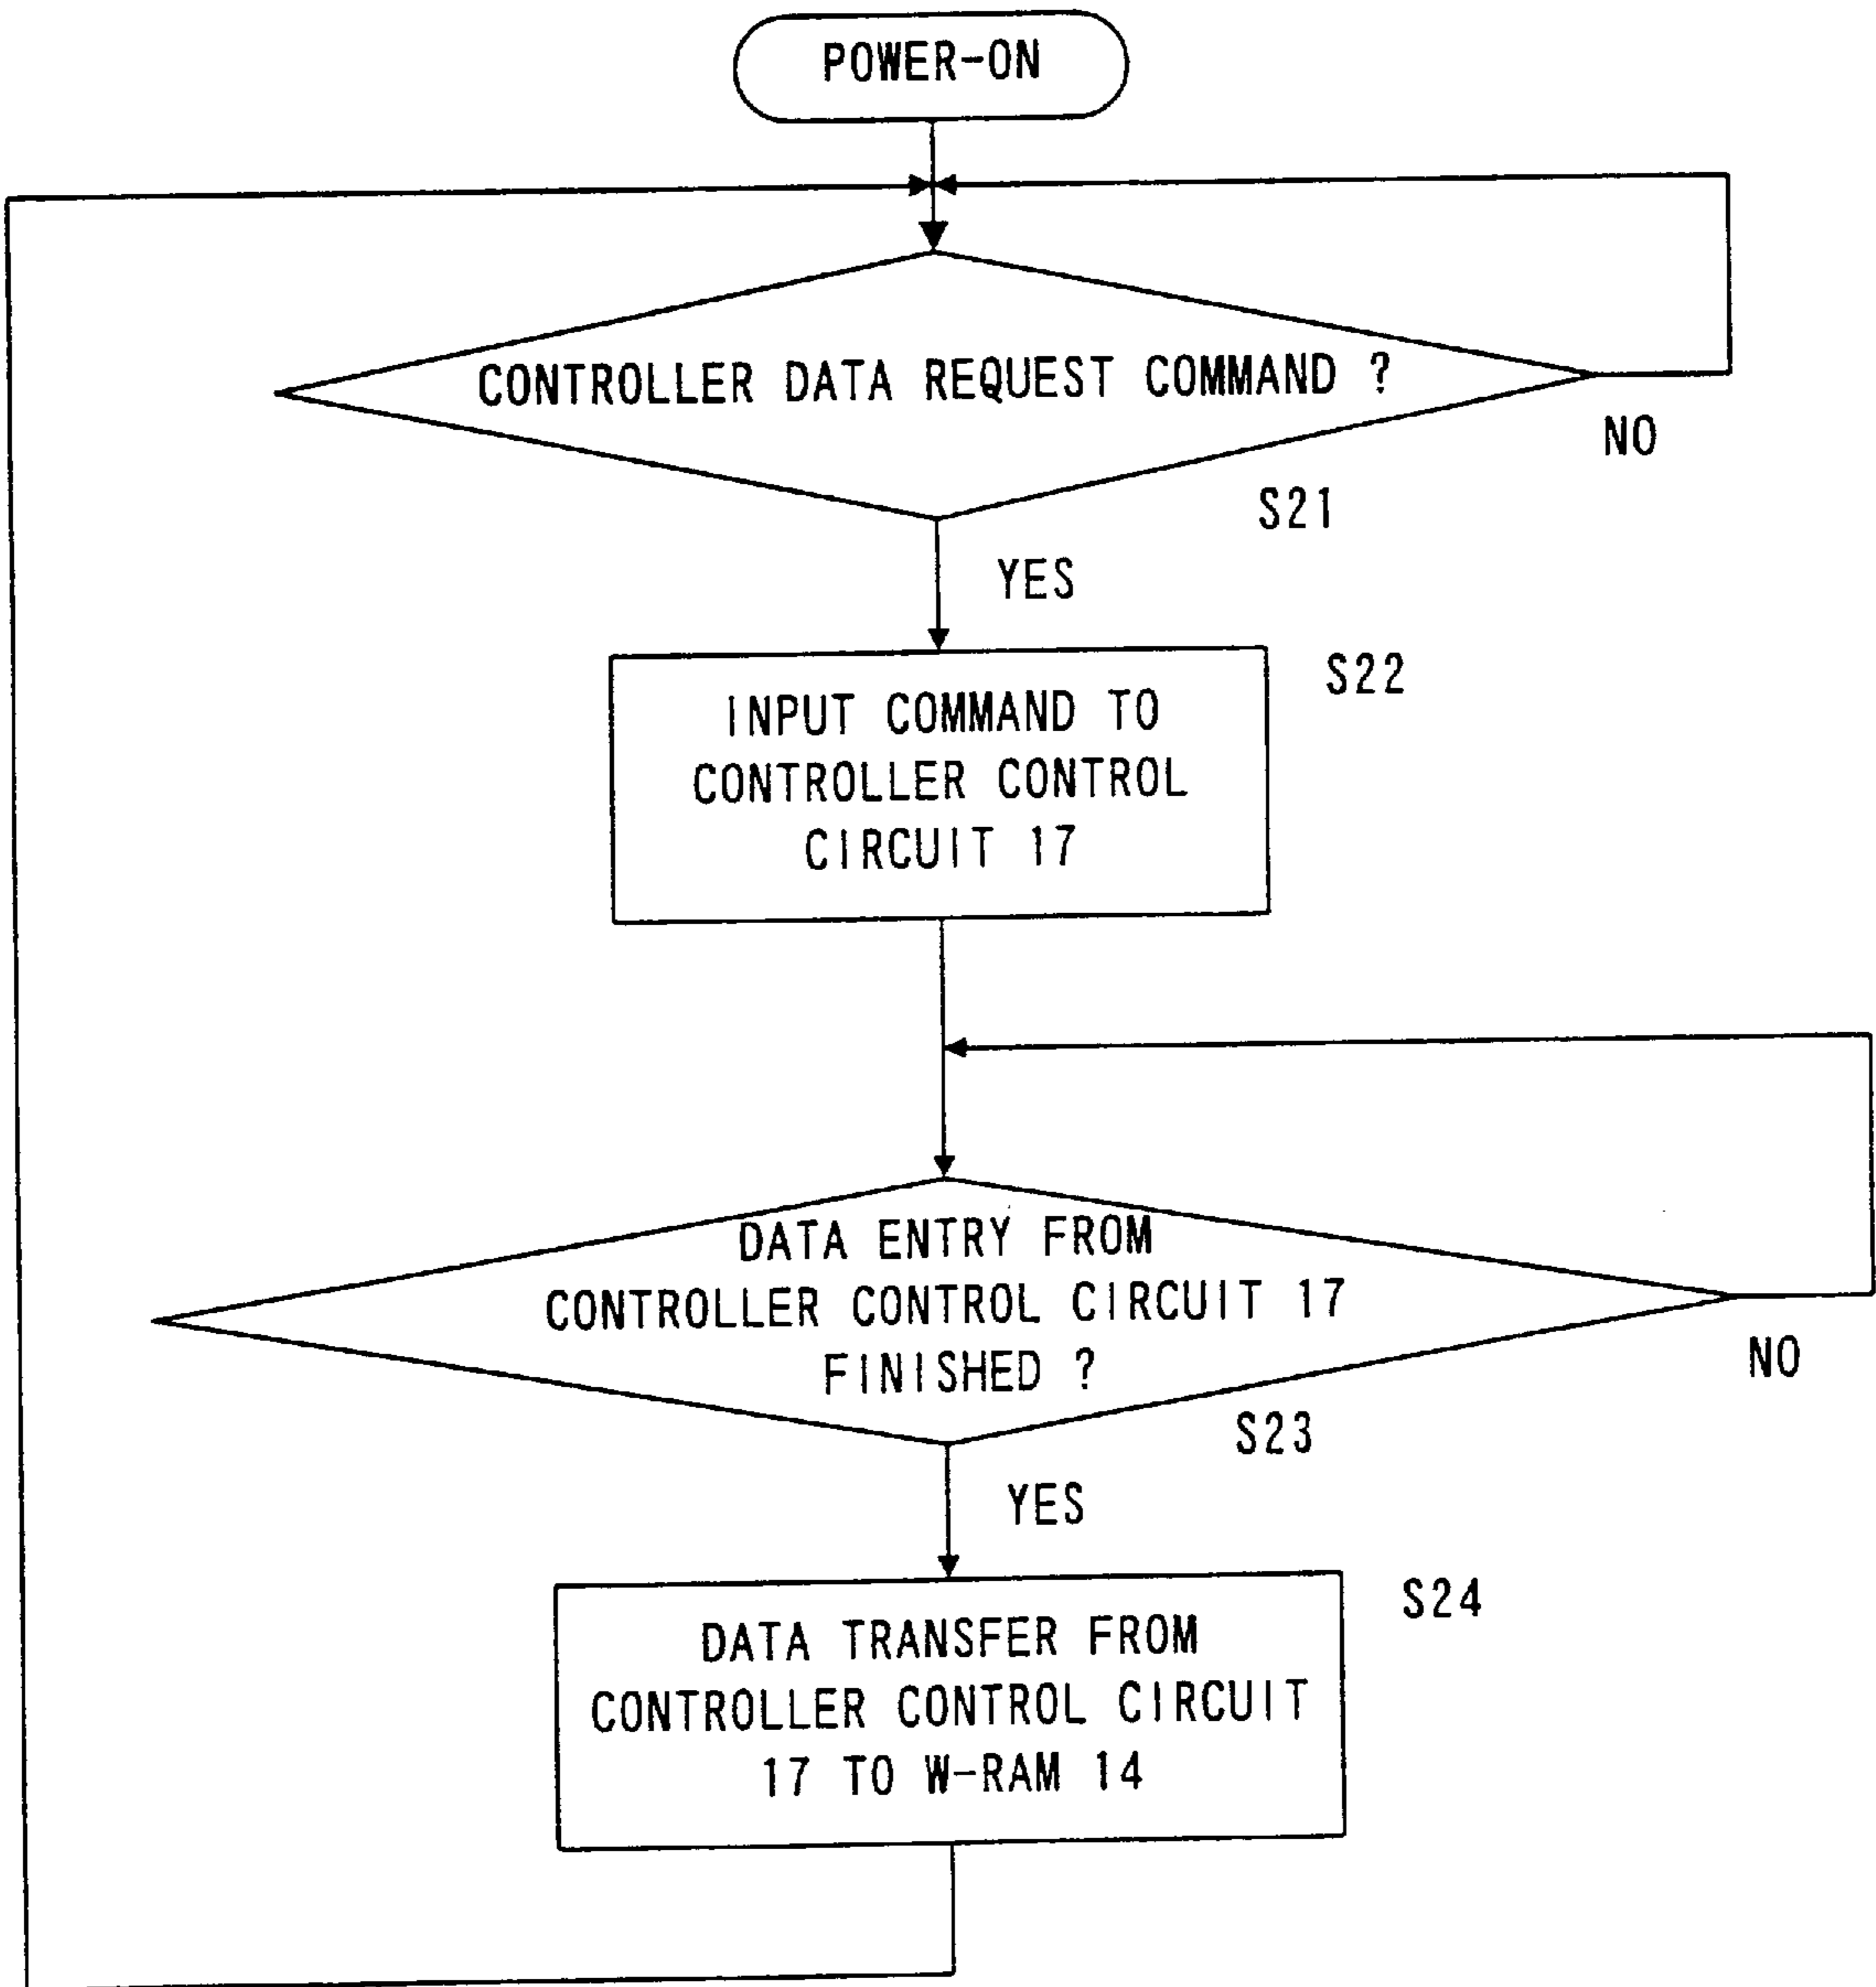 POWER-ON
CONTROLLER DATA REQUEST COMMAND ?
NO
S21
YES
S22
INPUT COMMAND TO
CONTROLLER CONTROL
CIRCUIT 17
DATA ENTRY FROM
CONTROLLER CONTROL CIRCUIT 17
FINISHED ?
NO
S23
YES
S24
DATA TRANSFER FROM
CONTROLLER CONTROL CIRCUIT
17 TO W-RAM 14